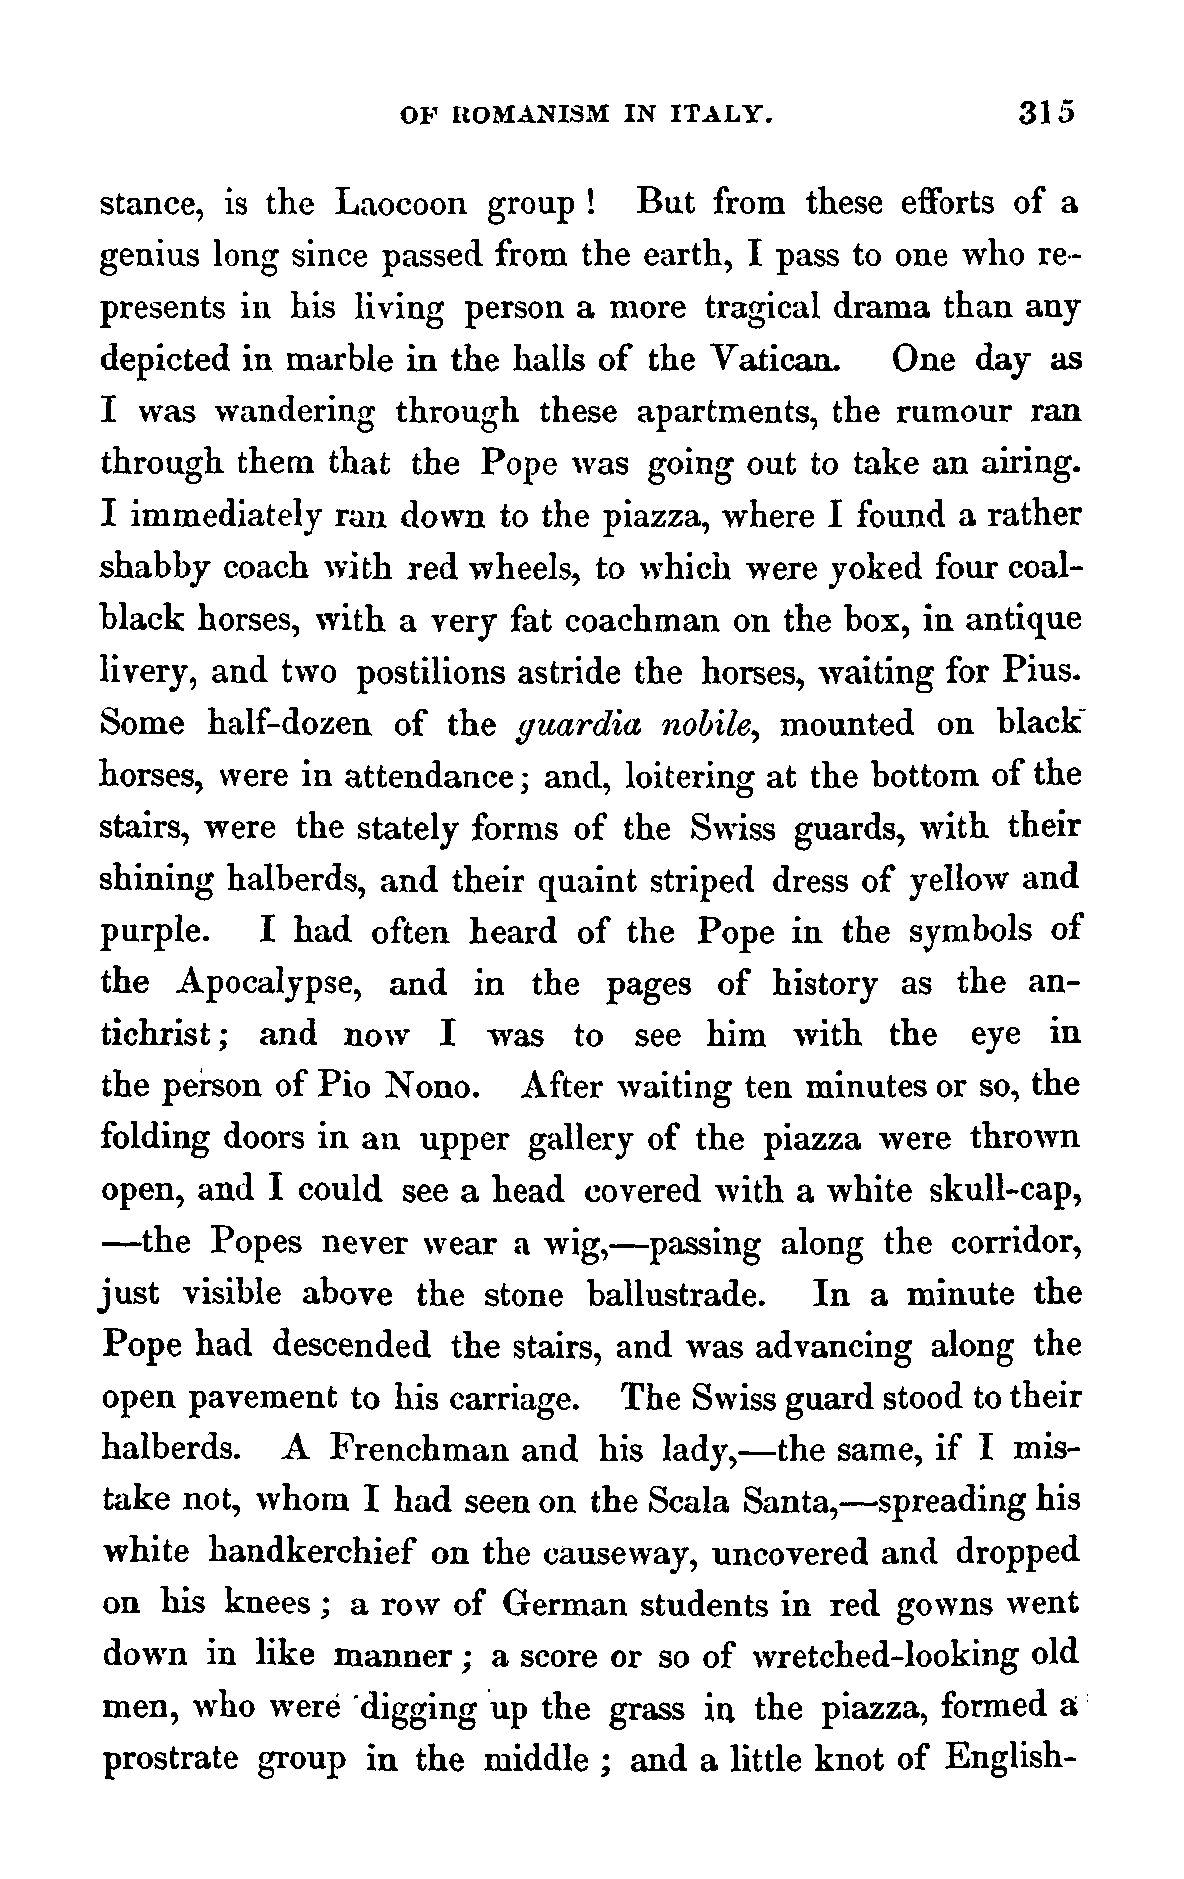 OF ROMANISM IN ITALY. 315
stance, is the Laocoon group ! But from these efforts of a
genius long since passed from the earth, I pass to one who re-
presents in his living person a more tragical drama than any
depicted in marble in the halls of the Vatican. One day as
I was wandering through these apartments, the rumour ran
through them that the Pope was going out to take an airing.
I immediately ran down to the piazza, where I found a rather
shabby coach with red wheels, to which were yoked four coal-
black horses, with a very fat coachman on the box, in antique
livery, and two postilions astride the horses, waiting for Pius.
Some half-dozen of the guardia nobile, mounted on black
horses, were in attendance; and, loitering at the bottom of the
stairs, were the stately forms of the Swiss guards, with their
shining halberds, and their quaint striped dress of yellow and
purple. I had often heard of the Pope in the symbols of
the Apocalypse, and in the pages of history as the an-
tichrist; and now I was to see him with the eye in
the person of Pio Nono. After waiting ten minutes or so, the
folding doors in an upper gallery of the piazza were thrown
open, and I could see a head covered with a white skull-cap,
—the Popes never wear a wig,—passing along the corridor,
just visible above the stone ballustrade. In a minute the
Pope had descended the stairs, and was advancing along the
open pavement to his carriage. The Swiss guard stood to their
halberds. A Frenchman and his lady,—the same, if I mis-
take not, whom I had seen on the Scala Santa,—spreading his
white handkerchief on the causeway, uncovered and dropped
on his knees ; a row of German students in red gowns went
down in like manner ; a score or so of wretched-looking old
men, who were digging up the grass in the piazza, formed a
prostrate group in the middle ; and a little knot of English-